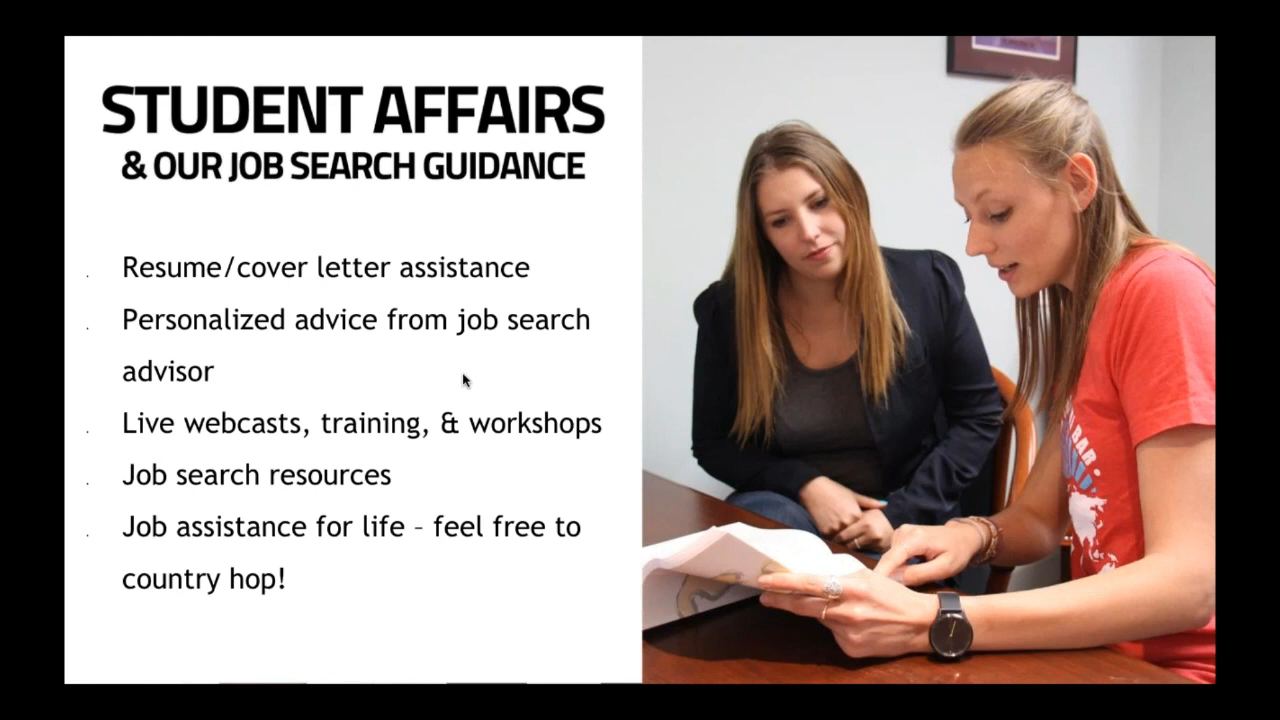 STUDENT AFFAIRS
& OUR JOB SEARCH GUIDANCE
Resume/cover letter assistance
Personalized advice from job search
advisor
Live webcasts, training, & workshops
Job search resources
Job assistance for life – feel free to
country hop!
BAR